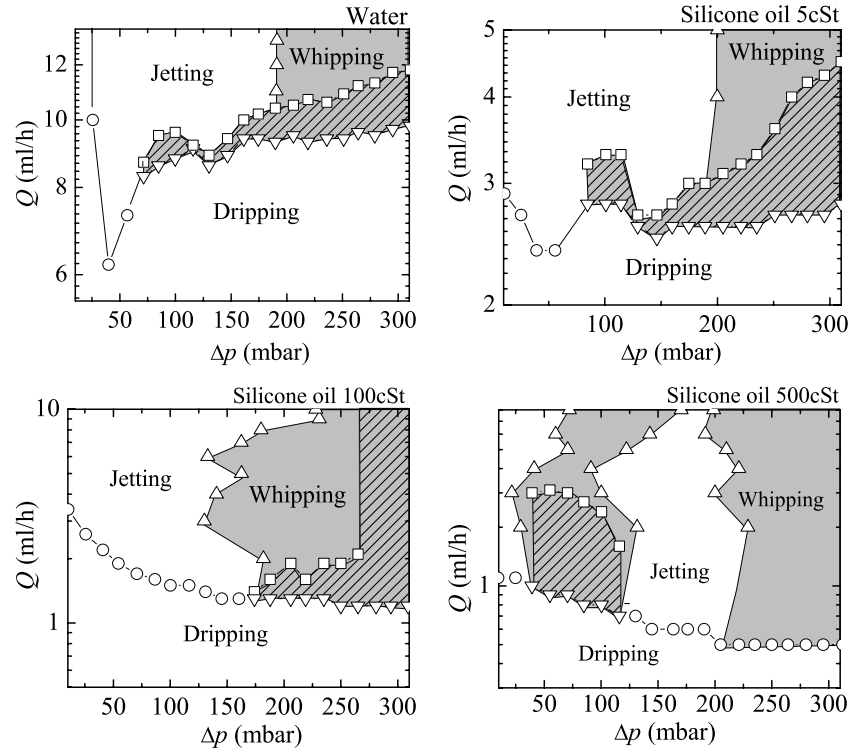 Water
Q (ml/h)
12
10
8
6
Jetting
Whipping
Dripping
50 100 150 200 250 300
Δp (mbar)
Silicone oil 5cSt
Q (ml/h)
5
4
3
2
Jetting
Whipping
Dripping
100 200 300
Δp (mbar)
Silicone oil 100cSt
Q (ml/h)
10
1
Jetting
Whipping
Dripping
50 100 150 200 250 300
Δp (mbar)
Silicone oil 500cSt
Q (ml/h)
1
Whipping
Jetting
Dripping
50 100 150 200 250 300
Δp (mbar)